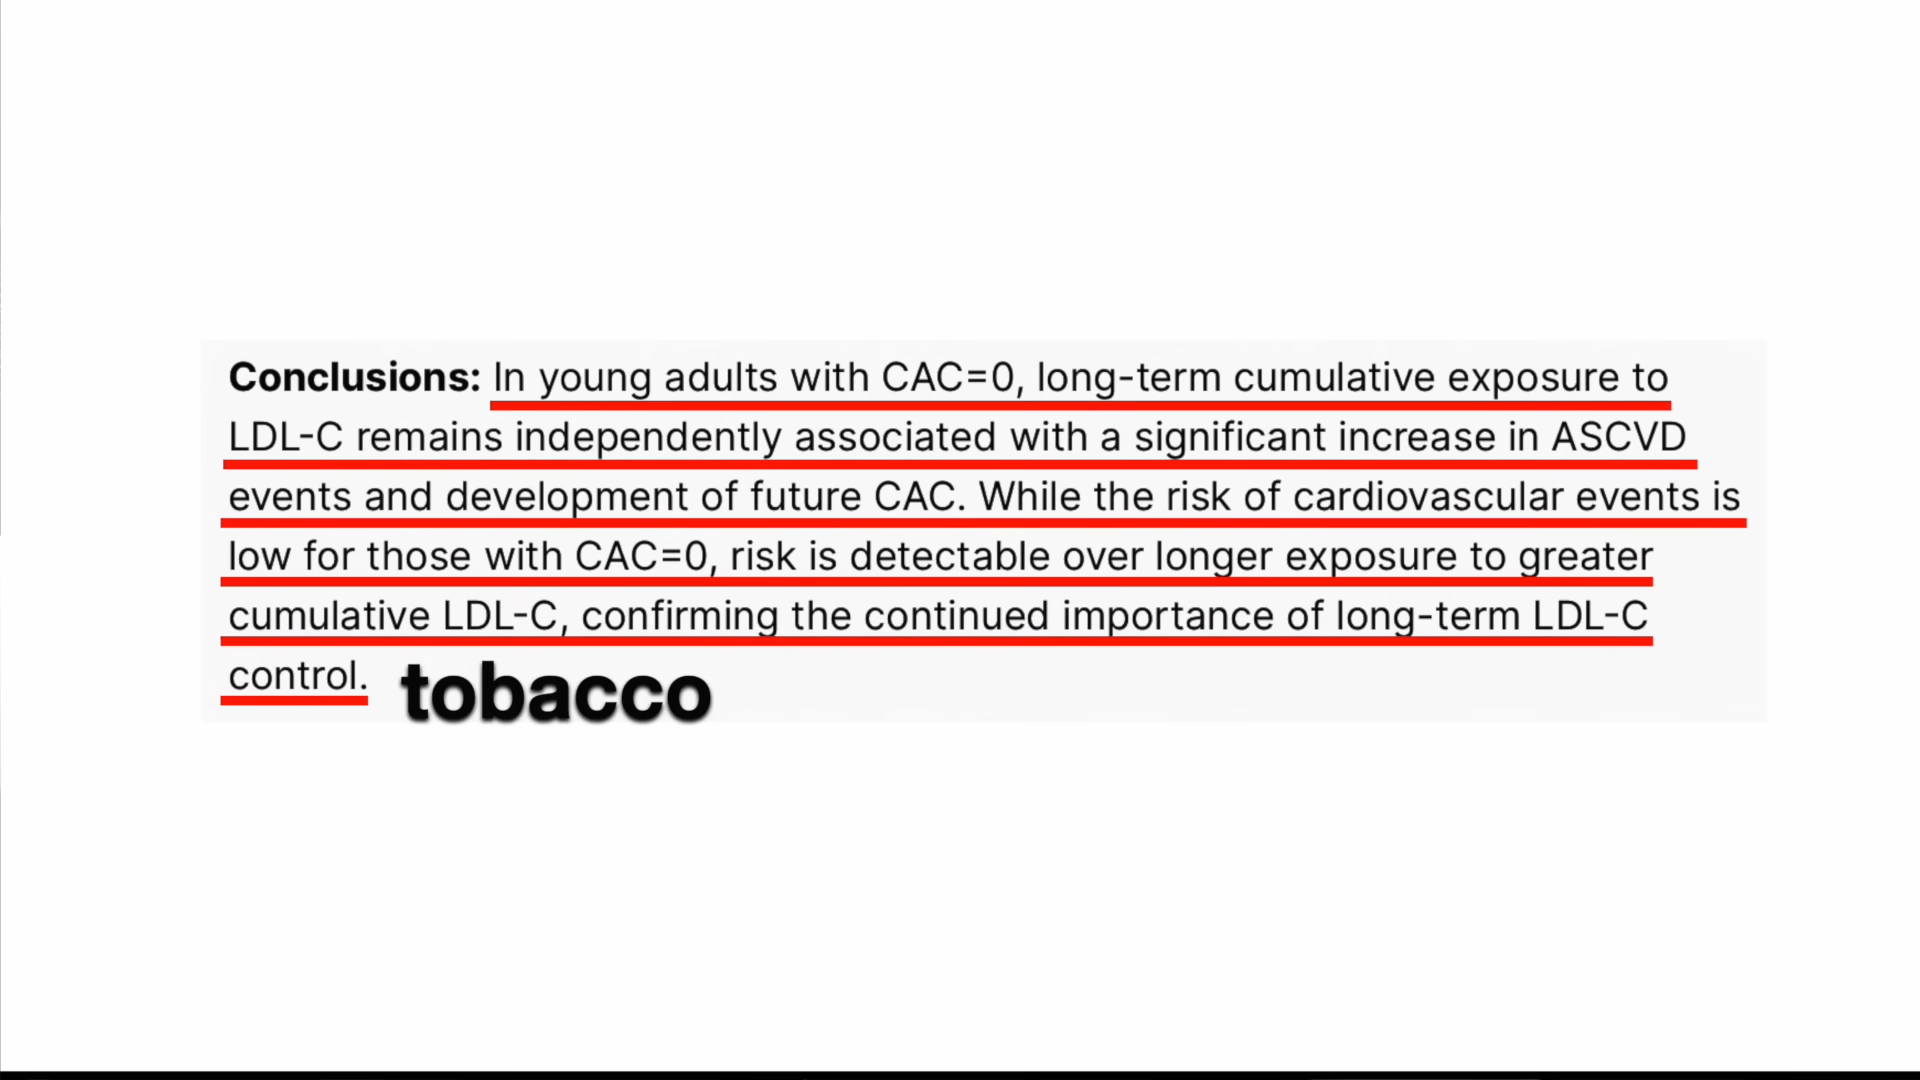 Conclusions: In young adults with CAC=0, long-term cumulative exposure to
LDL-C remains independently associated with a significant increase in ASCVD
events and development of future CAC. While the risk of cardiovascular events is
low for those with CAC=0, risk is detectable over longer exposure to greater
cumulative LDL-C, confirming the continued importance of long-term LDL-C
control. tobacco